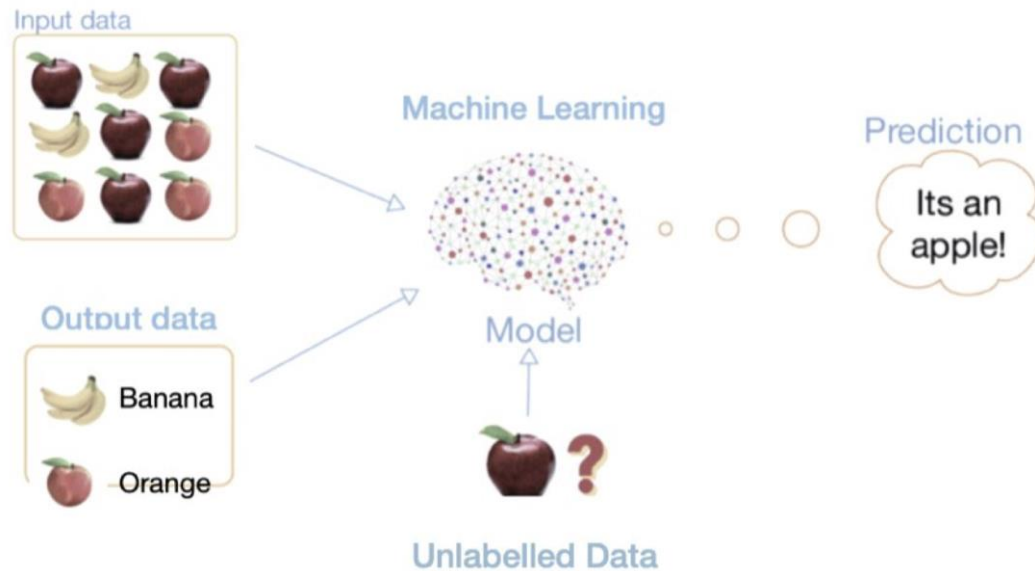 Input data
Machine Learning
Prediction
Its an
apple!
Output data
Model
Banana
?
Orange
Unlabelled Data